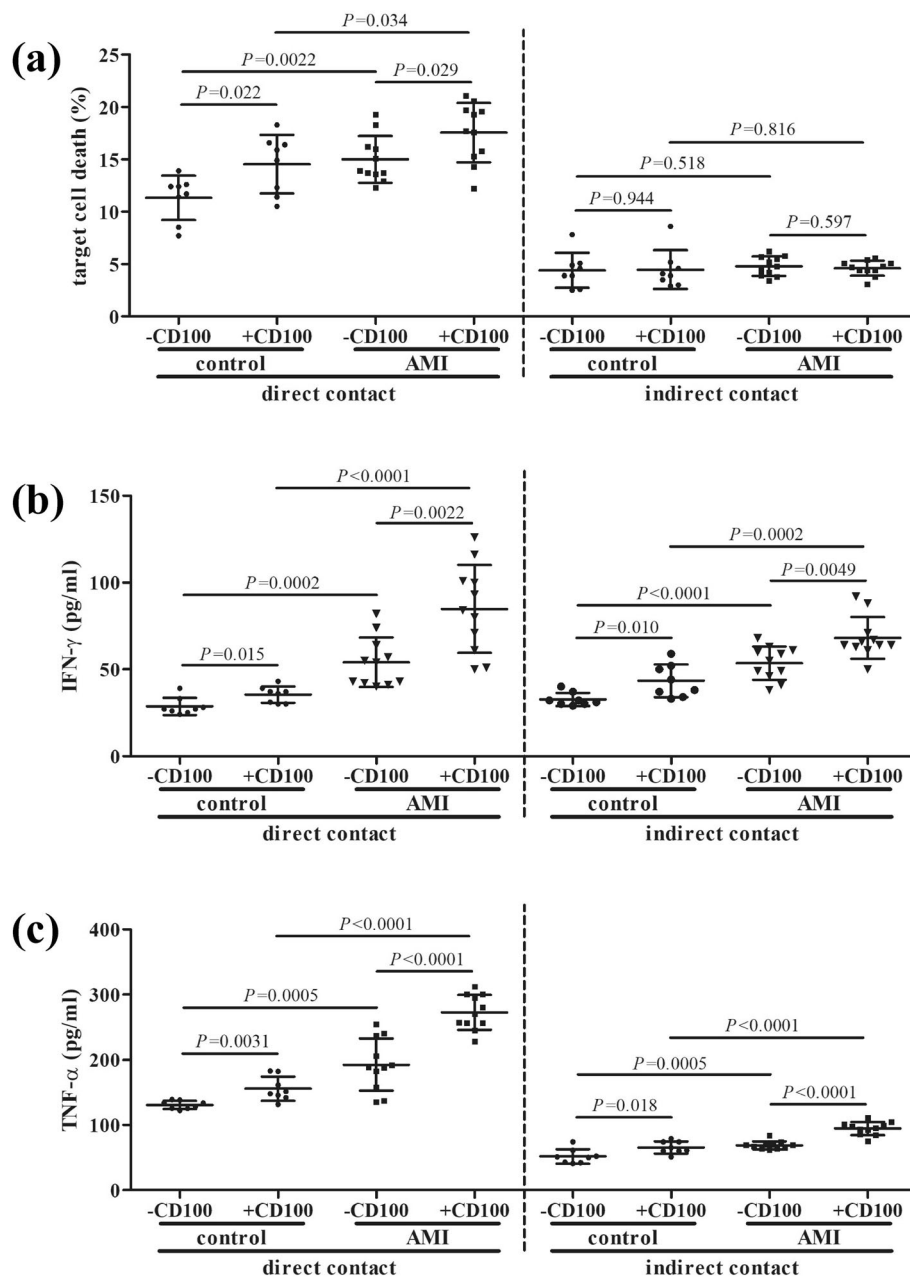 (a)
target cell death (%)
25
20
15
10
5
0
P=0.034
P=0.0022
P=0.022
P=0.029
P=0.816
P=0.518
P=0.944
P=0.597
-CD100 +CD100 -CD100 +CD100 -CD100 +CD100 -CD100 +CD100
control AMI control AMI
direct contact indirect contact
(b)
IFN-γ (pg/ml)
150
100
50
0
P<0.0001
P=0.0022
P=0.0002
P=0.015
P=0.0002
P=0.0049
P<0.0001
P=0.010
-CD100 +CD100 -CD100 +CD100 -CD100 +CD100 -CD100 +CD100
control AMI control AMI
direct contact indirect contact
(c)
TNF-α (pg/ml)
400
300
200
100
0
P<0.0001
P<0.0001
P=0.0005
P=0.0031
P<0.0001
P=0.0005
P<0.0001
P=0.018
-CD100 +CD100 -CD100 +CD100 -CD100 +CD100 -CD100 +CD100
control AMI control AMI
direct contact indirect contact